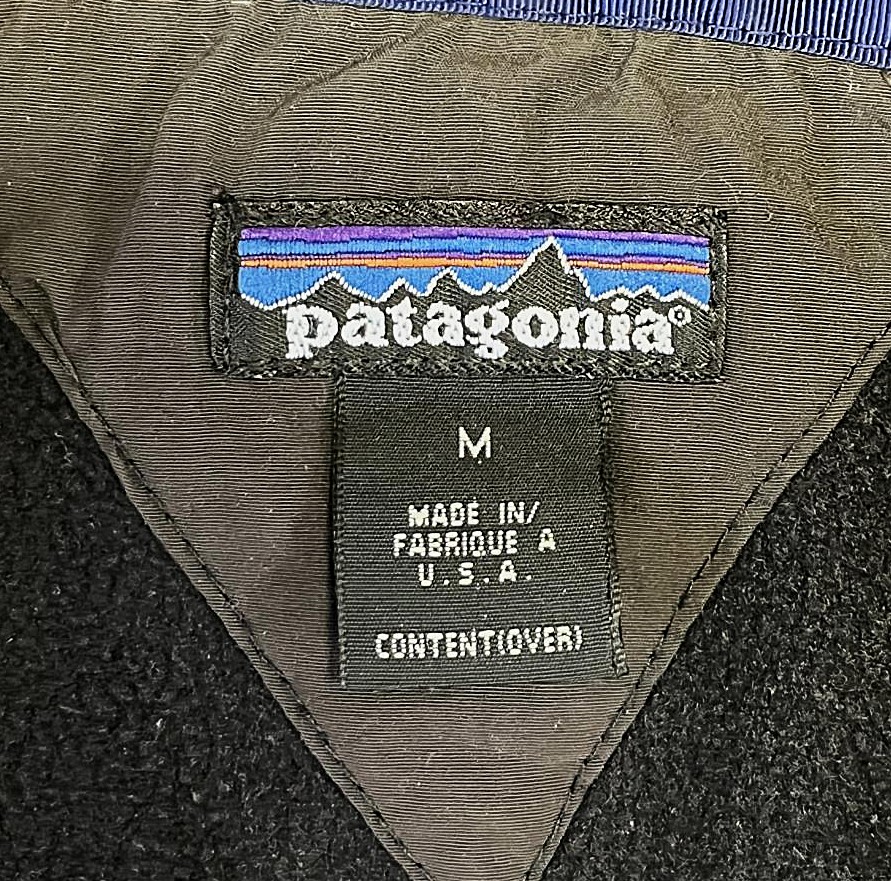 patagonia®
M
MADE IN/
FABRIQUE A
U.S.A.
CONTENT(OVER)